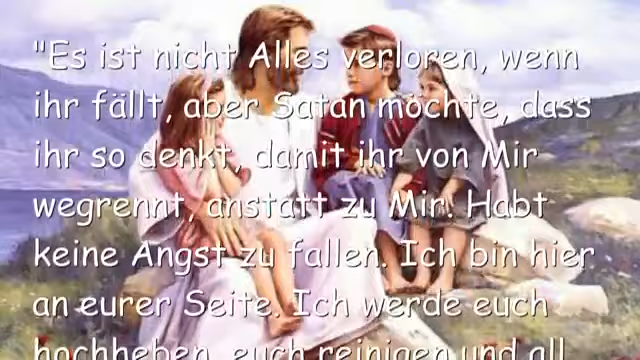 "Es ist nicht Alles verloren, wenn
ihr fällt, aber Satan möchte, dass
ihr so denkt, damit ihr von Mir
wegrennt, anstatt zu Mir. Habt
keine Angst zu fallen. Ich bin hier
an eurer Seite. Ich werde euch
hochheben, euch reinigen und all